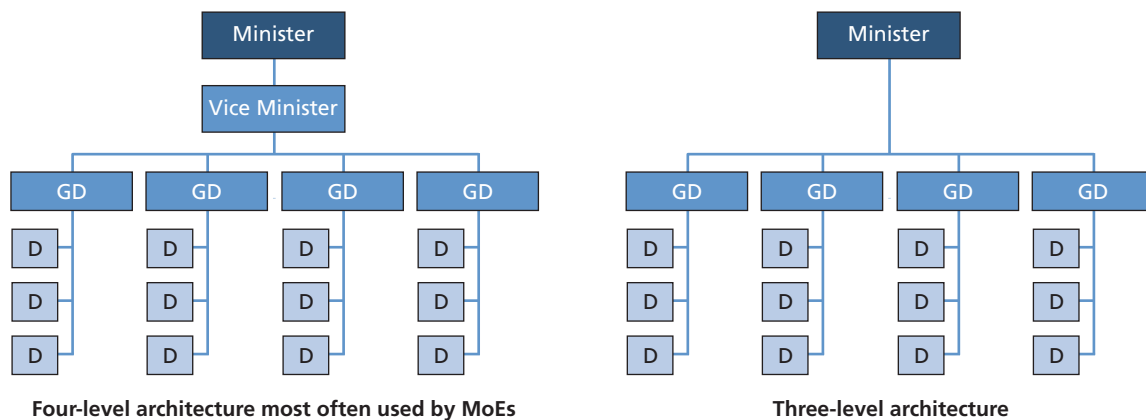 Minister
Vice Minister
GD GD GD GD
D D D D
D D D D
D D D D
Four-level architecture most often used by MoEs
Minister
GD GD GD GD
D D D D
D D D D
D D D D
Three-level architecture